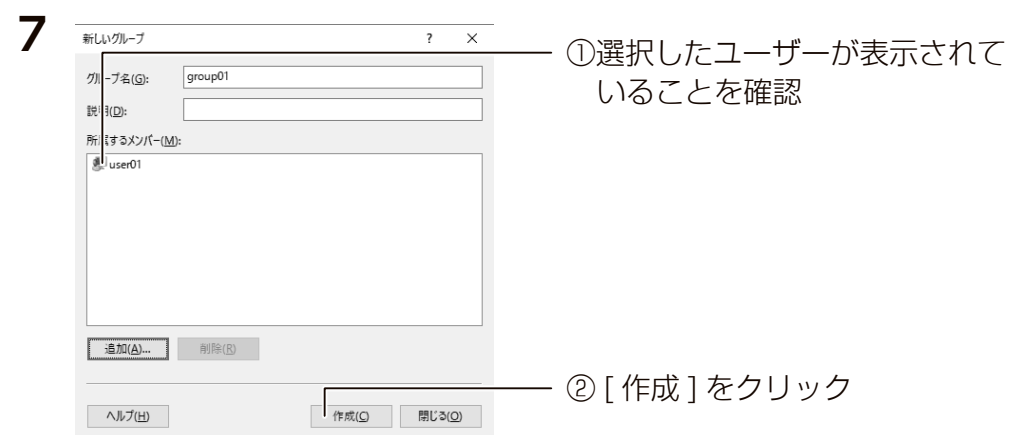 7
新しいグループ ? ×
グループ名(G): group01
説明(D):
所属するメンバー(M):
user01
追加(A)... 削除(R)
ヘルプ(H) 作成(C) 閉じる(O)
①選択したユーザーが表示されて
いることを確認
②[ 作成 ] をクリック